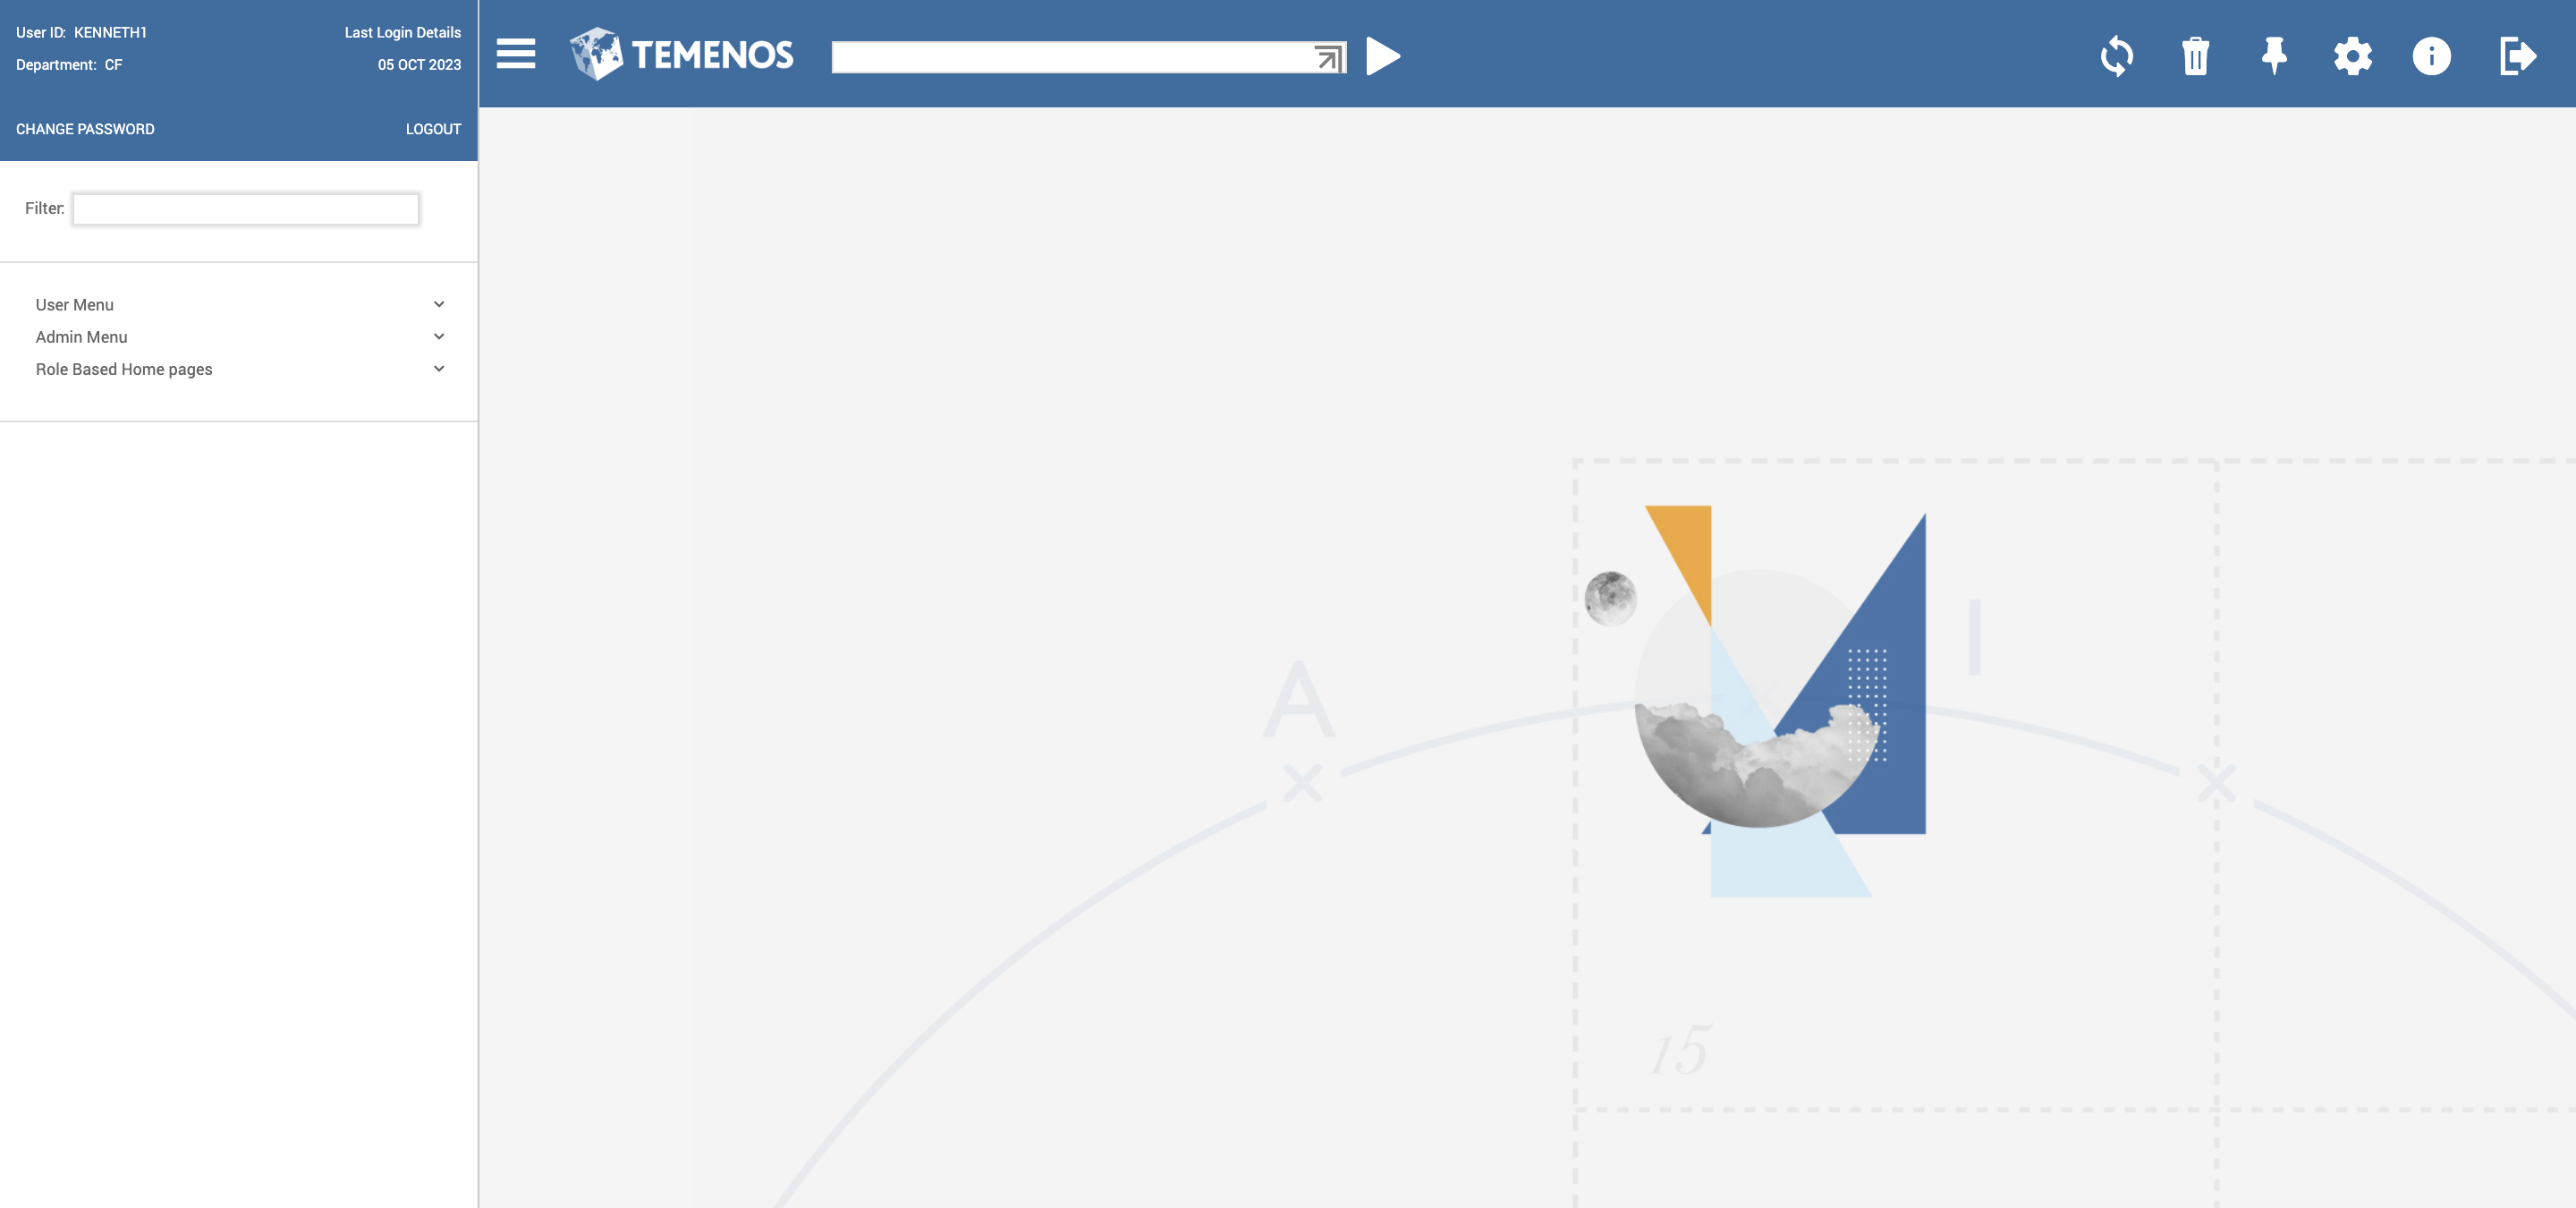 User ID: KENNETH1
Last Login Details
Department: CF
05 OCT 2023
CHANGE PASSWORD
LOGOUT
TEMENOS
Filter:
User Menu
Admin Menu
Role Based Home pages
A
I
15